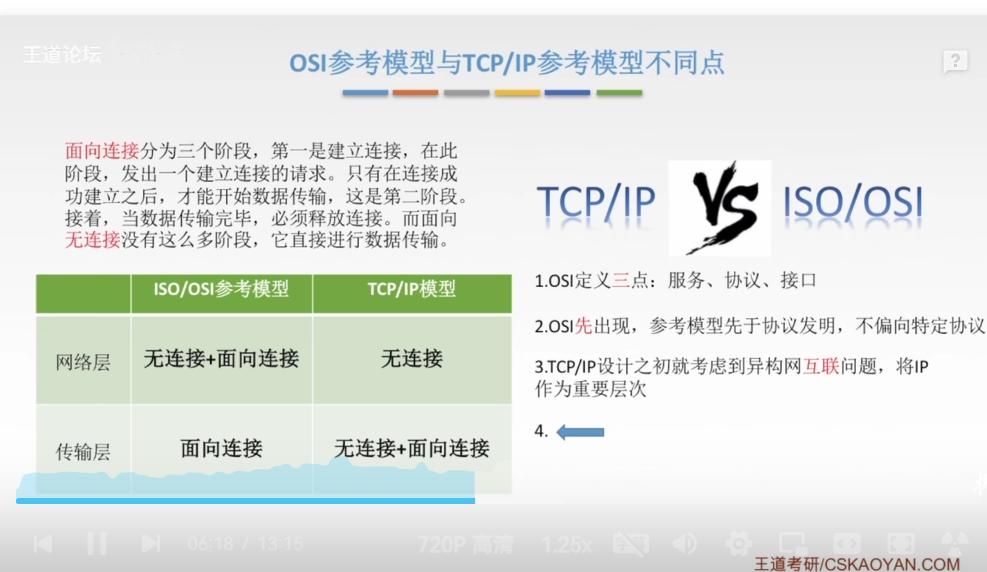 王道论坛
OSI参考模型与TCP/IP参考模型不同点
?
面向连接分为三个阶段，第一是建立连接，在此
阶段，发出一个建立连接的请求。只有在连接成
功建立之后，才能开始数据传输，这是第二阶段。
接着，当数据传输完毕，必须释放连接。而面向
无连接没有这么多阶段，它直接进行数据传输。
ISO/OSI参考模型 TCP/IP模型
网络层 无连接+面向连接 无连接
传输层 面向连接 无连接+面向连接
TCP/IP VS ISO/OSI
1.OSI定义三点：服务、协议、接口
2.OSI先出现，参考模型先于协议发明，不偏向特定协议
3.TCP/IP设计之初就考虑到异构网互联问题，将IP
作为重要层次
4.
06:18 / 13:15
720P 高清
1.25x
王道考研/CSKAOYAN.COM